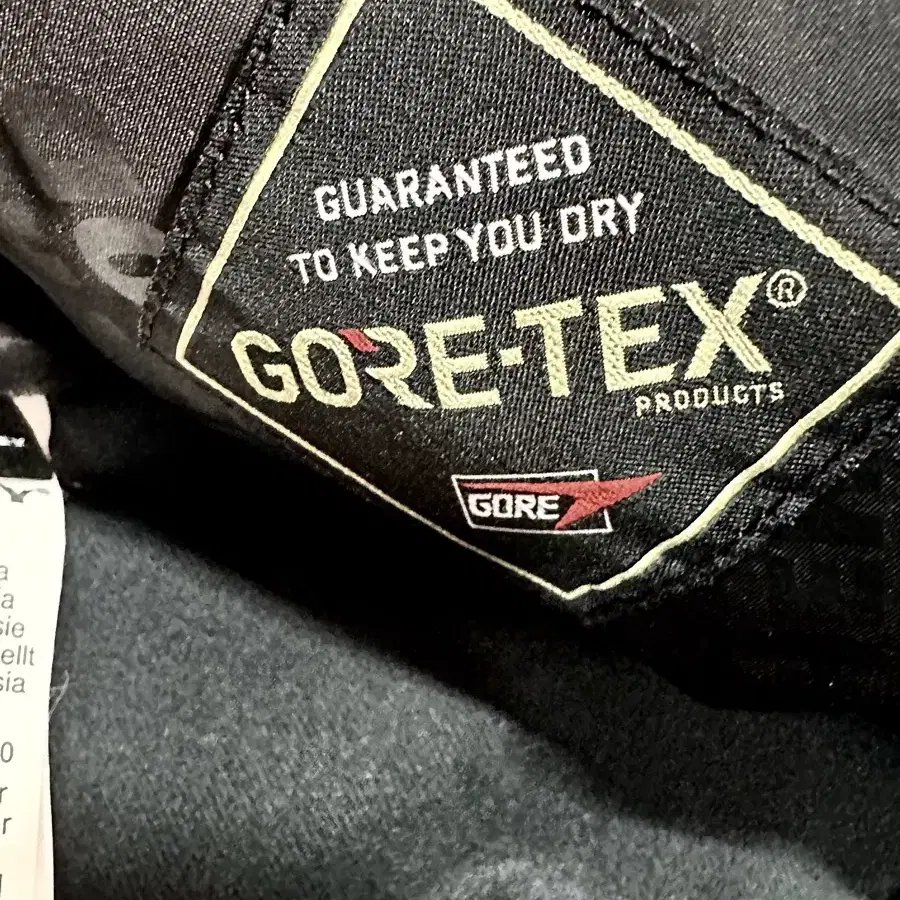 GUARANTEED
TO KEEP YOU DRY
GORE-TEX®
PRODUCTS
GORE